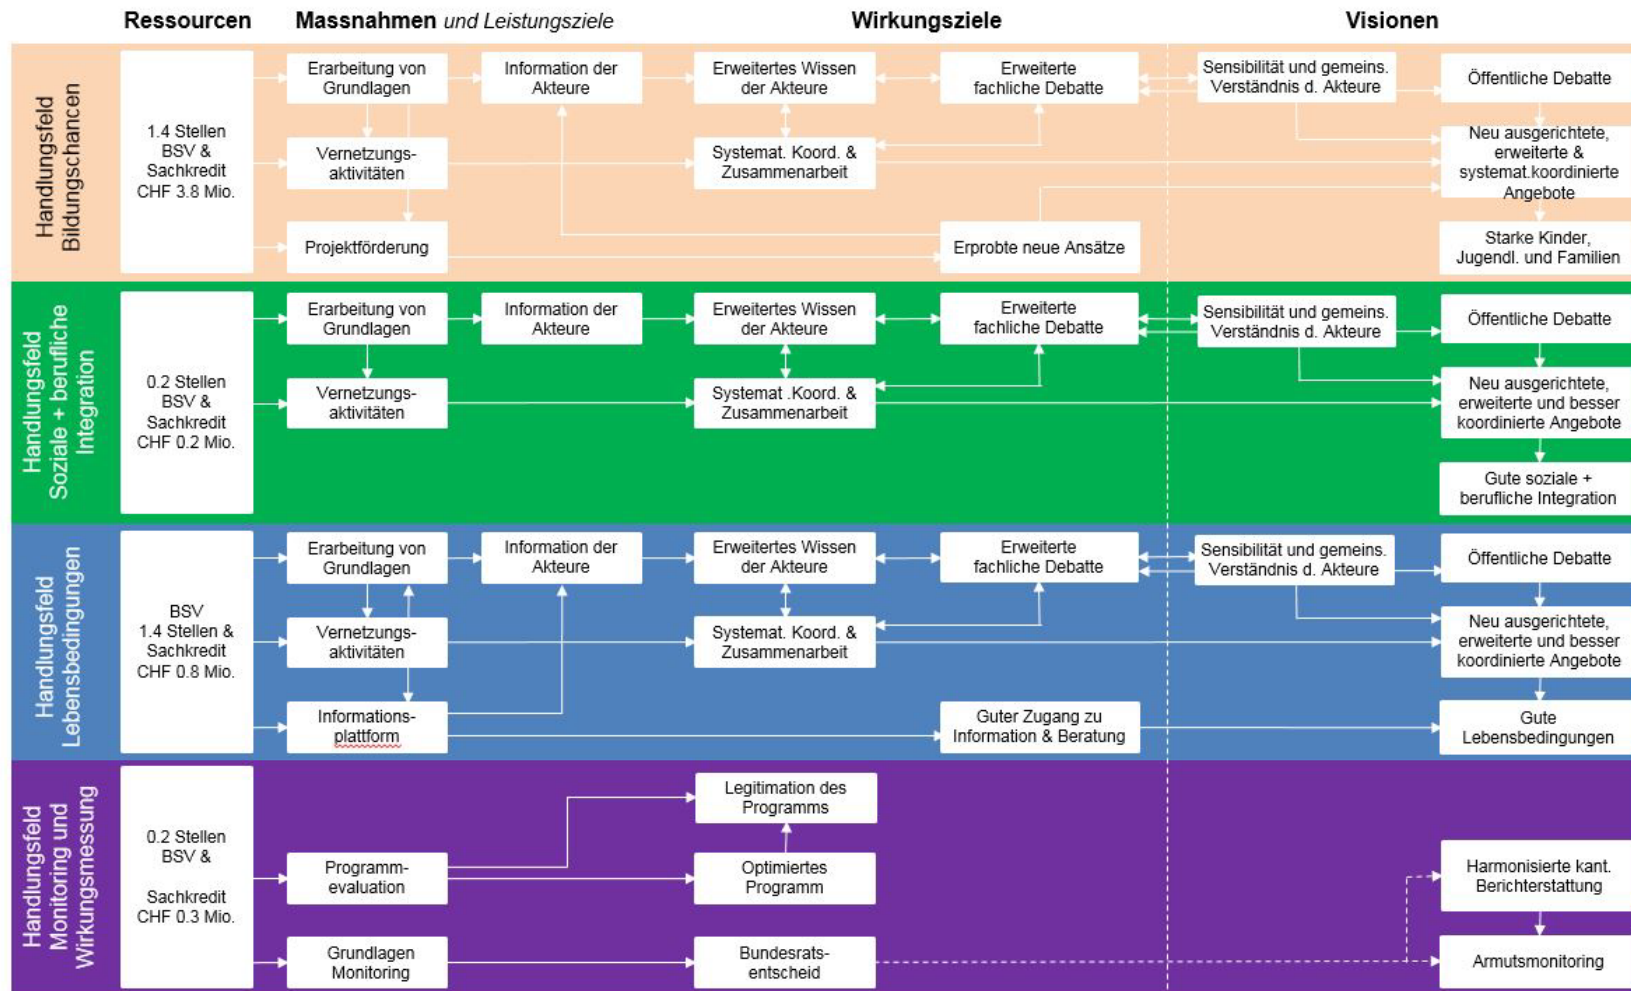 Ressourcen
Massnahmen und Leistungsziele
Wirkungsziele
Visionen
Handlungsfeld
Bildungschancen
1.4 Stellen
BSV &
Sachkredit
CHF 3.8 Mio.
Erarbeitung von
Grundlagen
Information der
Akteure
Erweitertes Wissen
der Akteure
Erweiterte
fachliche Debatte
Sensibilität und gemeins.
Verständnis d. Akteure
Öffentliche Debatte
Vernetzungs-
aktivitäten
Systemat. Koord. &
Zusammenarbeit
Neu ausgerichtete,
erweiterte &
systemat.koordinierte
Angebote
Projektförderung
Erprobte neue Ansätze
Starke Kinder,
Jugendl. und Familien
Handlungsfeld
Soziale + berufliche
Integration
0.2 Stellen
BSV &
Sachkredit
CHF 0.2 Mio.
Erarbeitung von
Grundlagen
Information der
Akteure
Erweitertes Wissen
der Akteure
Erweiterte
fachliche Debatte
Sensibilität und gemeins.
Verständnis d. Akteure
Öffentliche Debatte
Vernetzungs-
aktivitäten
Systemat .Koord. &
Zusammenarbeit
Neu ausgerichtete,
erweiterte und besser
koordinierte Angebote
Gute soziale +
berufliche Integration
Handlungsfeld
Lebensbedingungen
BSV
1.4 Stellen &
Sachkredit
CHF 0.8 Mio.
Erarbeitung von
Grundlagen
Information der
Akteure
Erweitertes Wissen
der Akteure
Erweiterte
fachliche Debatte
Sensibilität und gemeins.
Verständnis d. Akteure
Öffentliche Debatte
Vernetzungs-
aktivitäten
Systemat. Koord. &
Zusammenarbeit
Neu ausgerichtete,
erweiterte und besser
koordinierte Angebote
Informations-
plattform
Guter Zugang zu
Information & Beratung
Gute
Lebensbedingungen
Handlungsfeld
Monitoring und
Wirkungsmessung
0.2 Stellen
BSV &
Sachkredit
CHF 0.3 Mio.
Legitimation des
Programms
Programm-
evaluation
Optimiertes
Programm
Harmonisierte kant.
Berichterstattung
Grundlagen
Monitoring
Bundesrats-
entscheid
Armutsmonitoring